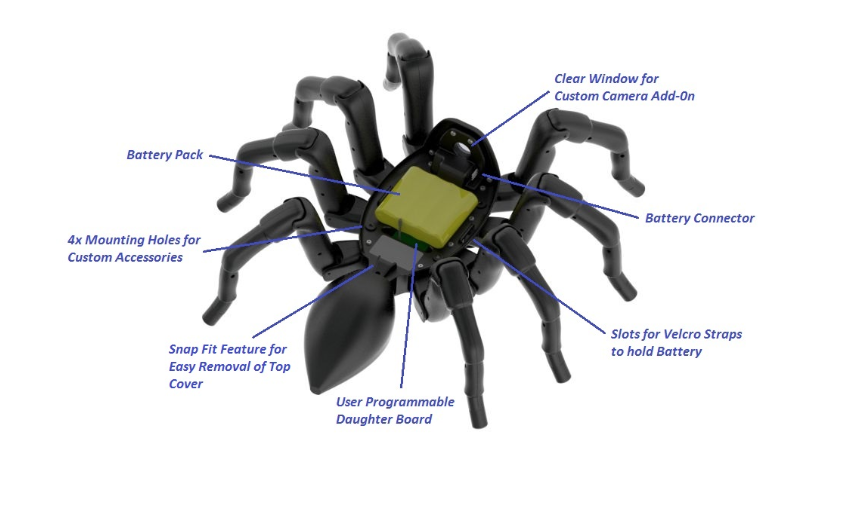 Clear Window for
Custom Camera Add-0n
Battery Pack
Battery Connector
4x Mounting Holes for
Custom Accessories
Slots for Velcro Straps
to hold Battery
Snap Fit Feature for
Easy Removal of Top
Cover
User Programmable
Daughter Board